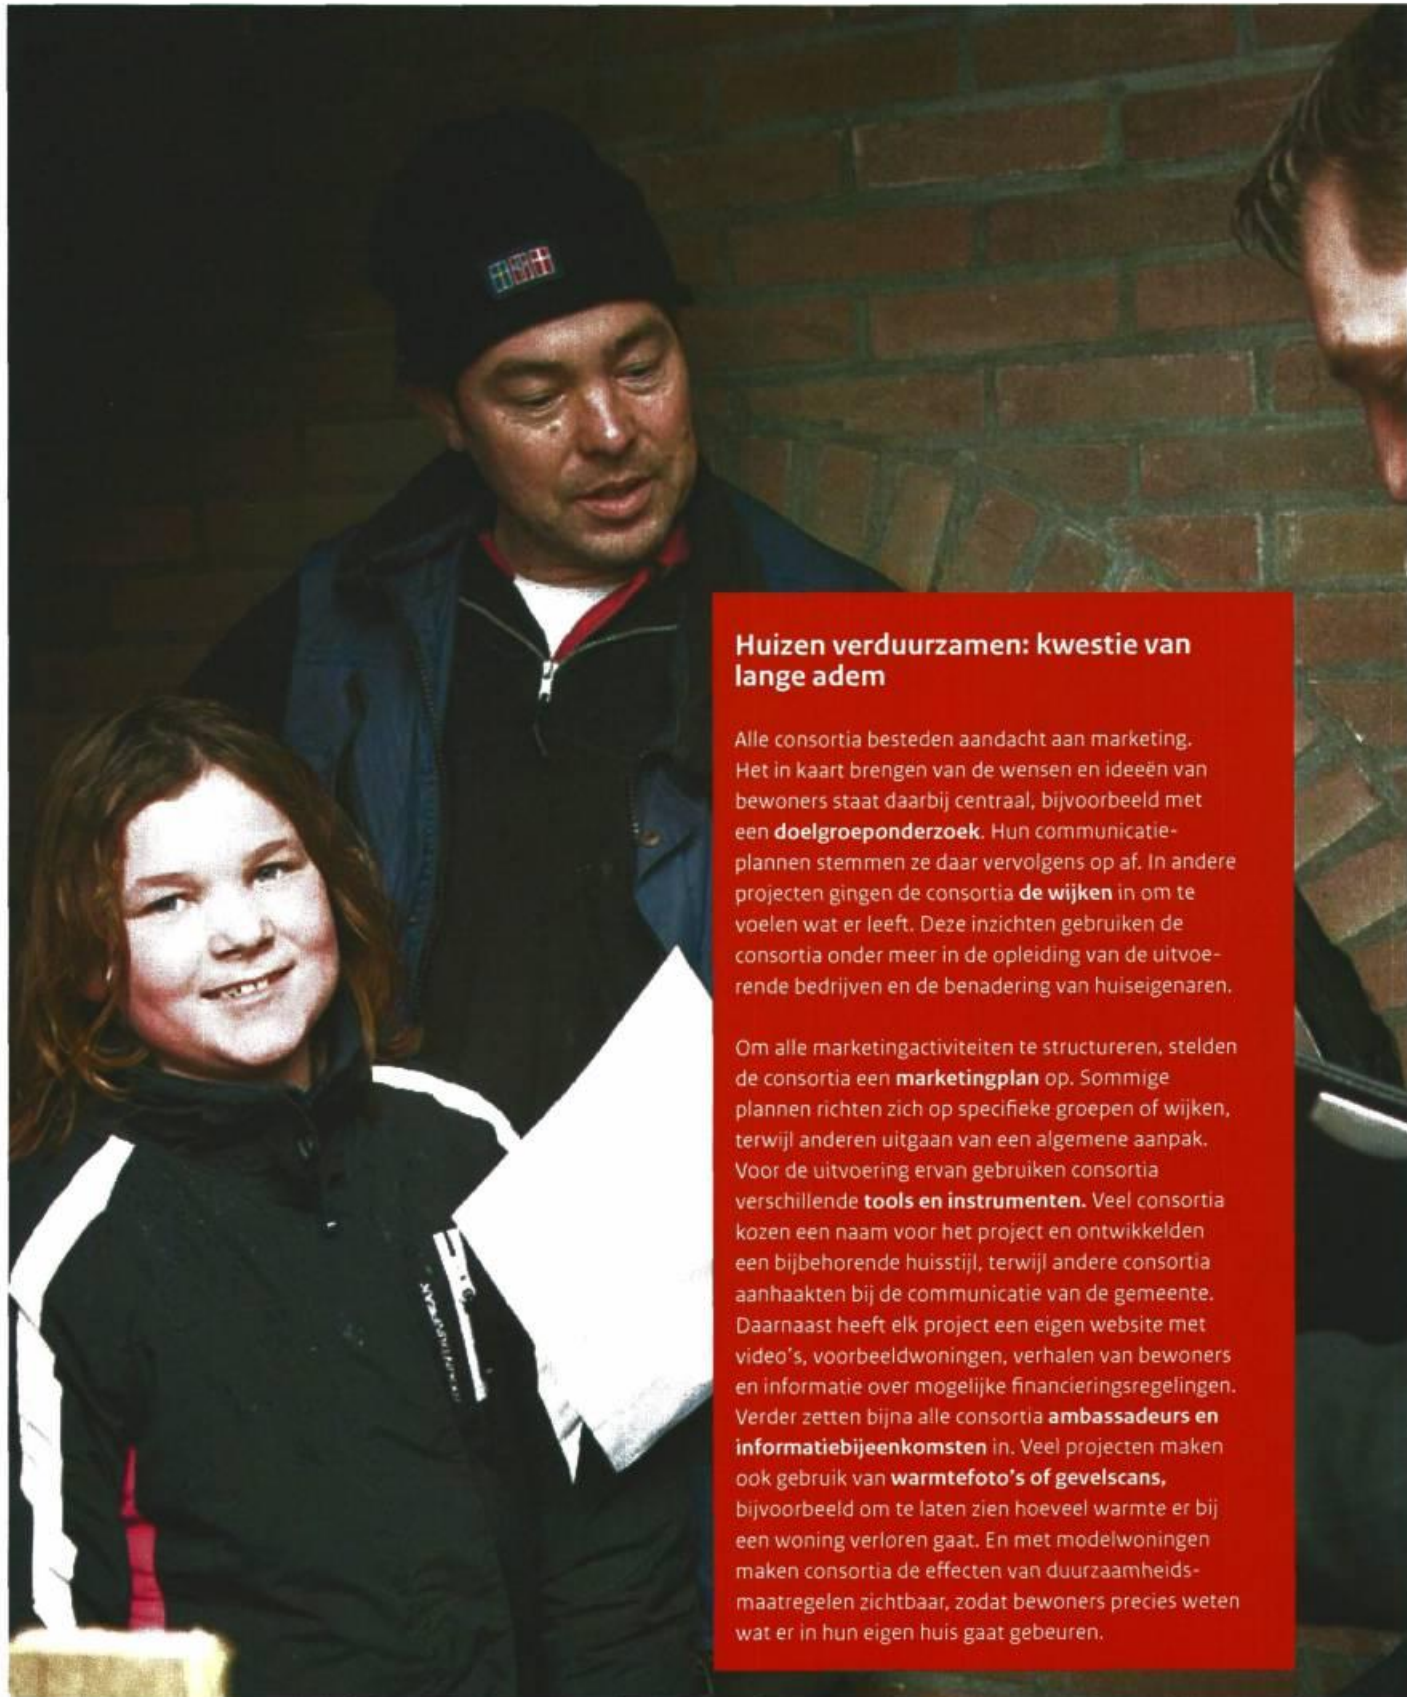 Huizen verduurzamen: kwestie van
lange adem
Alle consortia besteden aandacht aan marketing.
Het in kaart brengen van de wensen en ideeën van
bewoners staat daarbij centraal, bijvoorbeeld met
een doelgroeponderzoek. Hun communicatie-
plannen stemmen ze daar vervolgens op af. In andere
projecten gingen de consortia de wijken in om te
voelen wat er leeft. Deze inzichten gebruiken de
consortia onder meer in de opleiding van de uitvoe-
rende bedrijven en de benadering van huiseigenaren.
Om alle marketingactiviteiten te structureren, stelden
de consortia een marketingplan op. Sommige
plannen richten zich op specifieke groepen of wijken,
terwijl anderen uitgaan van een algemene aanpak.
Voor de uitvoering ervan gebruiken consortia
verschillende tools en instrumenten. Veel consortia
kozen een naam voor het project en ontwikkelden
een bijbehorende huisstijl, terwijl andere consortia
aanhaakten bij de communicatie van de gemeente.
Daarnaast heeft elk project een eigen website met
video's, voorbeeldwoningen, verhalen van bewoners
en informatie over mogelijke financieringsregelingen.
Verder zetten bijna alle consortia ambassadeurs en
informatiebijeenkomsten in. Veel projecten maken
ook gebruik van warmtefoto's of gevelscans,
bijvoorbeeld om te laten zien hoeveel warmte er bij
een woning verloren gaat. En met modelwoningen
maken consortia de effecten van duurzaamheids-
maatregelen zichtbaar, zodat bewoners precies weten
wat er in hun eigen huis gaat gebeuren.